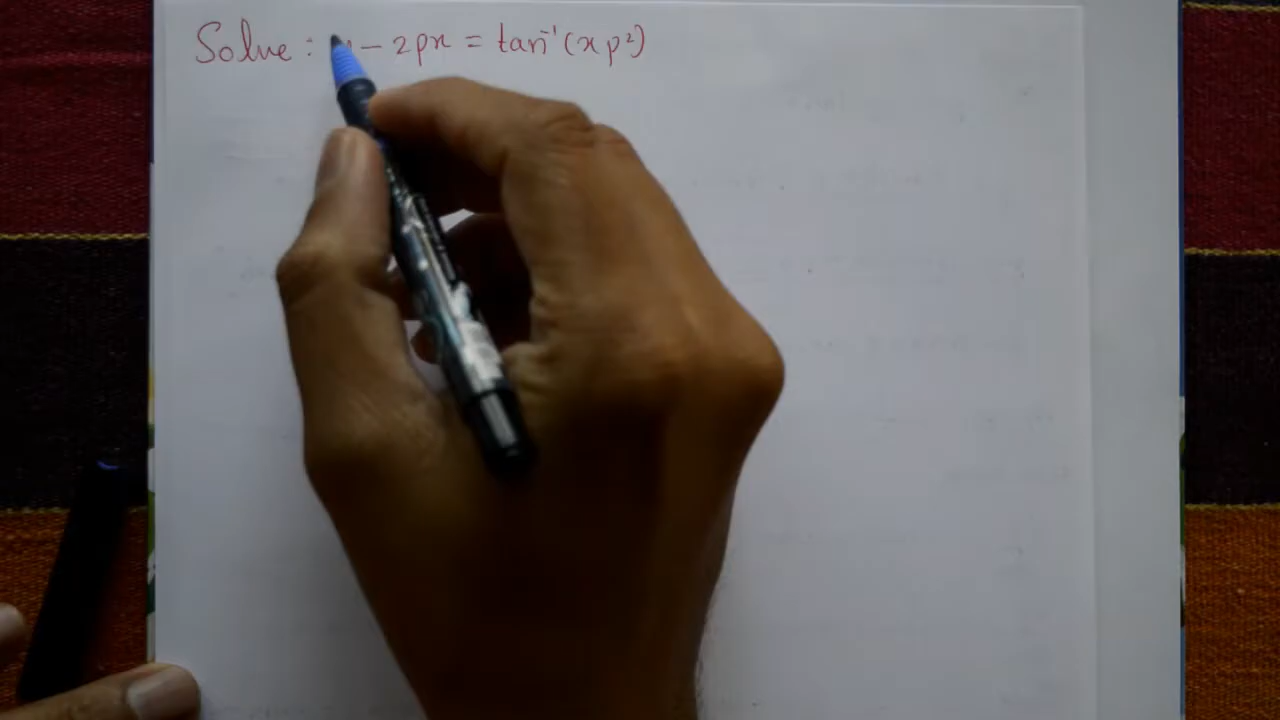 Solve : y - 2px = tan⁻¹(xp²)